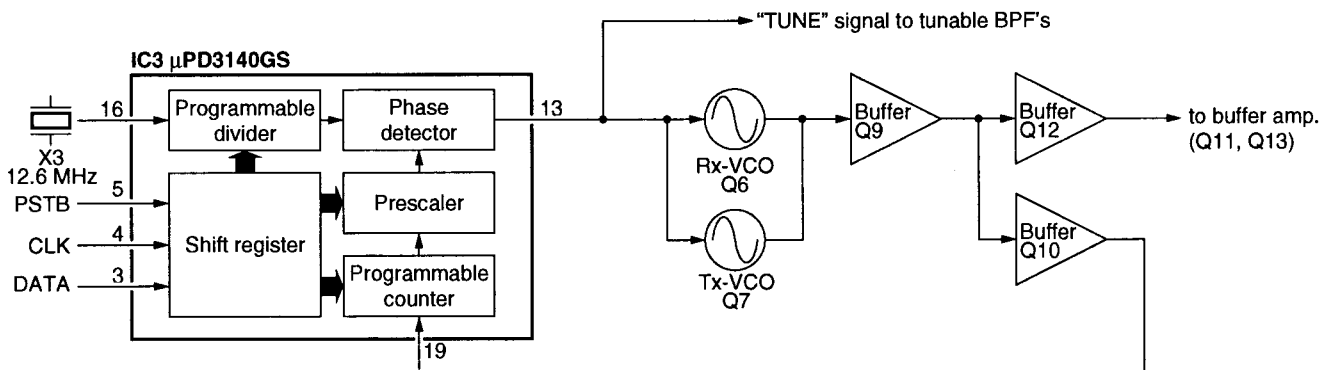 "TUNE" signal to tunable BPF's
IC3 μPD3140GS
16
Programmable
divider
Phase
detector
13
X3
12.6 MHz
PSTB
5
CLK
4
DATA
3
Shift register
Prescaler
Programmable
counter
19
Rx-VCO
Q6
Tx-VCO
Q7
Buffer
Q9
Buffer
Q12
Buffer
Q10
to buffer amp.
(Q11, Q13)